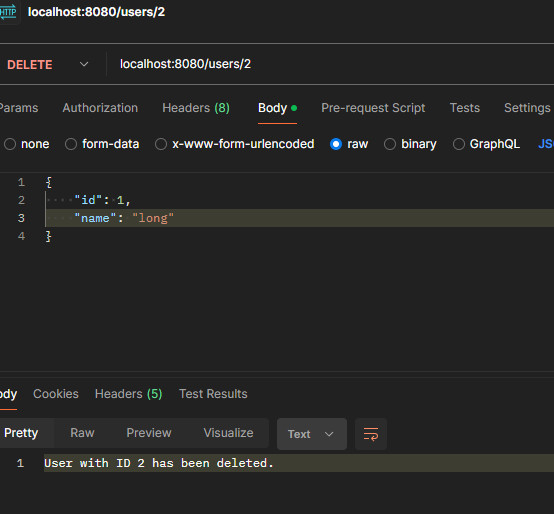 HTTP localhost:8080/users/2
DELETE localhost:8080/users/2
Params Authorization Headers (8) Body Pre-request Script Tests Settings
none form-data x-www-form-urlencoded raw binary GraphQL JS
1 {
2 "id": 1,
3 "name": "long"
4 }
ody Cookies Headers (5) Test Results
Pretty Raw Preview Visualize Text
1 User with ID 2 has been deleted.